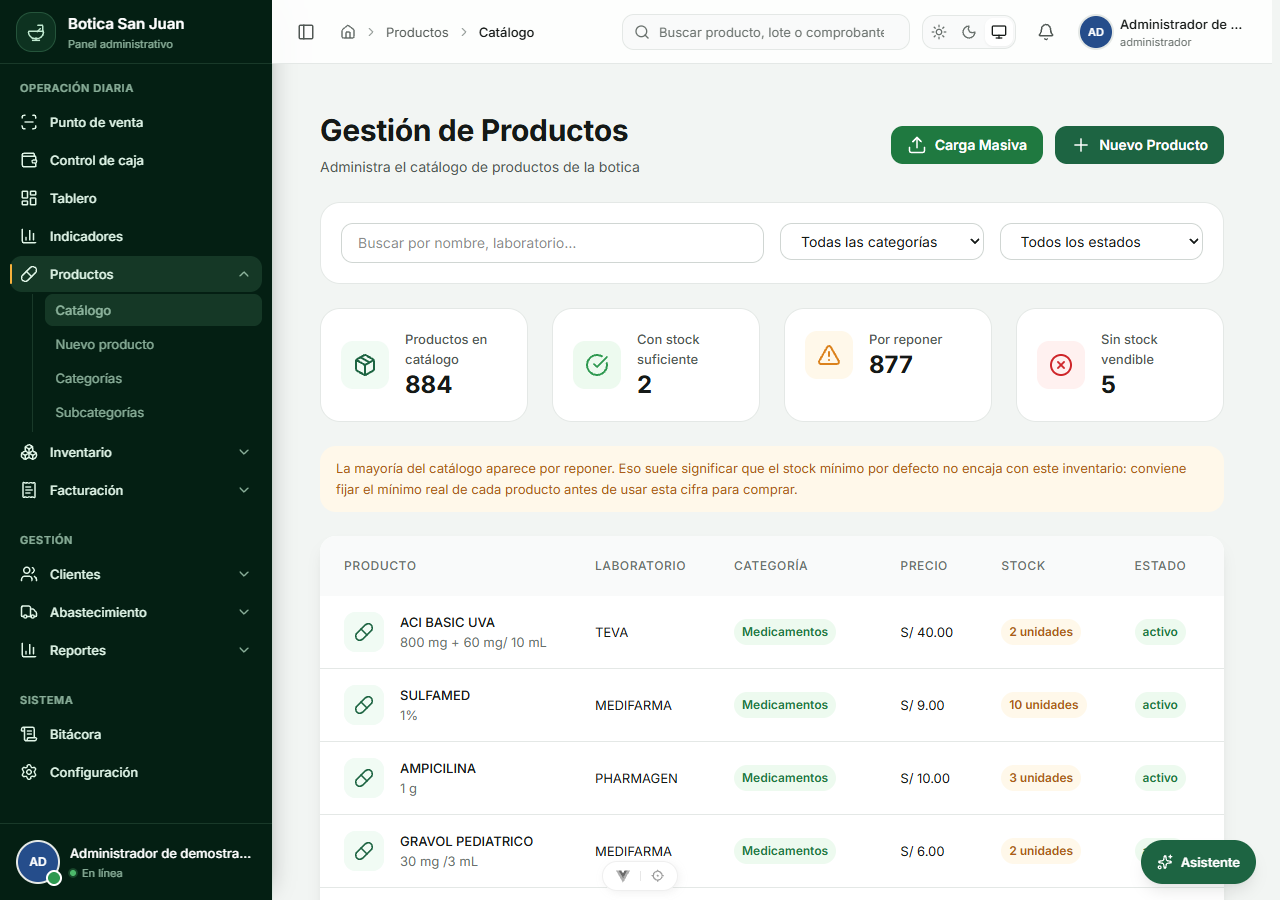 Botica San Juan
Panel administrativo
OPERACIÓN DIARIA
Punto de venta
Control de caja
Tablero
Indicadores
Productos
Catálogo
Nuevo producto
Categorías
Subcategorías
Inventario
Facturación
GESTIÓN
Clientes
Abastecimiento
Reportes
SISTEMA
Bitácora
Configuración
AD
Administrador de demostra...
En línea
Productos
Catálogo
Buscar producto, lote o comprobante
AD
Administrador de ...
administrador
Gestión de Productos
Administra el catálogo de productos de la botica
Carga Masiva
Nuevo Producto
Buscar por nombre, laboratorio...
Todas las categorías
Todos los estados
Productos en
catálogo
884
Con stock
suficiente
2
Por reponer
877
Sin stock
vendible
5
La mayoría del catálogo aparece por reponer. Eso suele significar que el stock mínimo por defecto no encaja con este inventario: conviene
fijar el mínimo real de cada producto antes de usar esta cifra para comprar.
PRODUCTO LABORATORIO CATEGORÍA PRECIO STOCK ESTADO
ACI BASIC UVA
800 mg + 60 mg/ 10 mL
TEVA
Medicamentos
S/ 40.00
2 unidades
activo
SULFAMED
1%
MEDIFARMA
Medicamentos
S/ 9.00
10 unidades
activo
AMPICILINA
1 g
PHARMAGEN
Medicamentos
S/ 10.00
3 unidades
activo
GRAVOL PEDIATRICO
30 mg /3 mL
MEDIFARMA
Medicamentos
S/ 6.00
2 unidades
Asistente